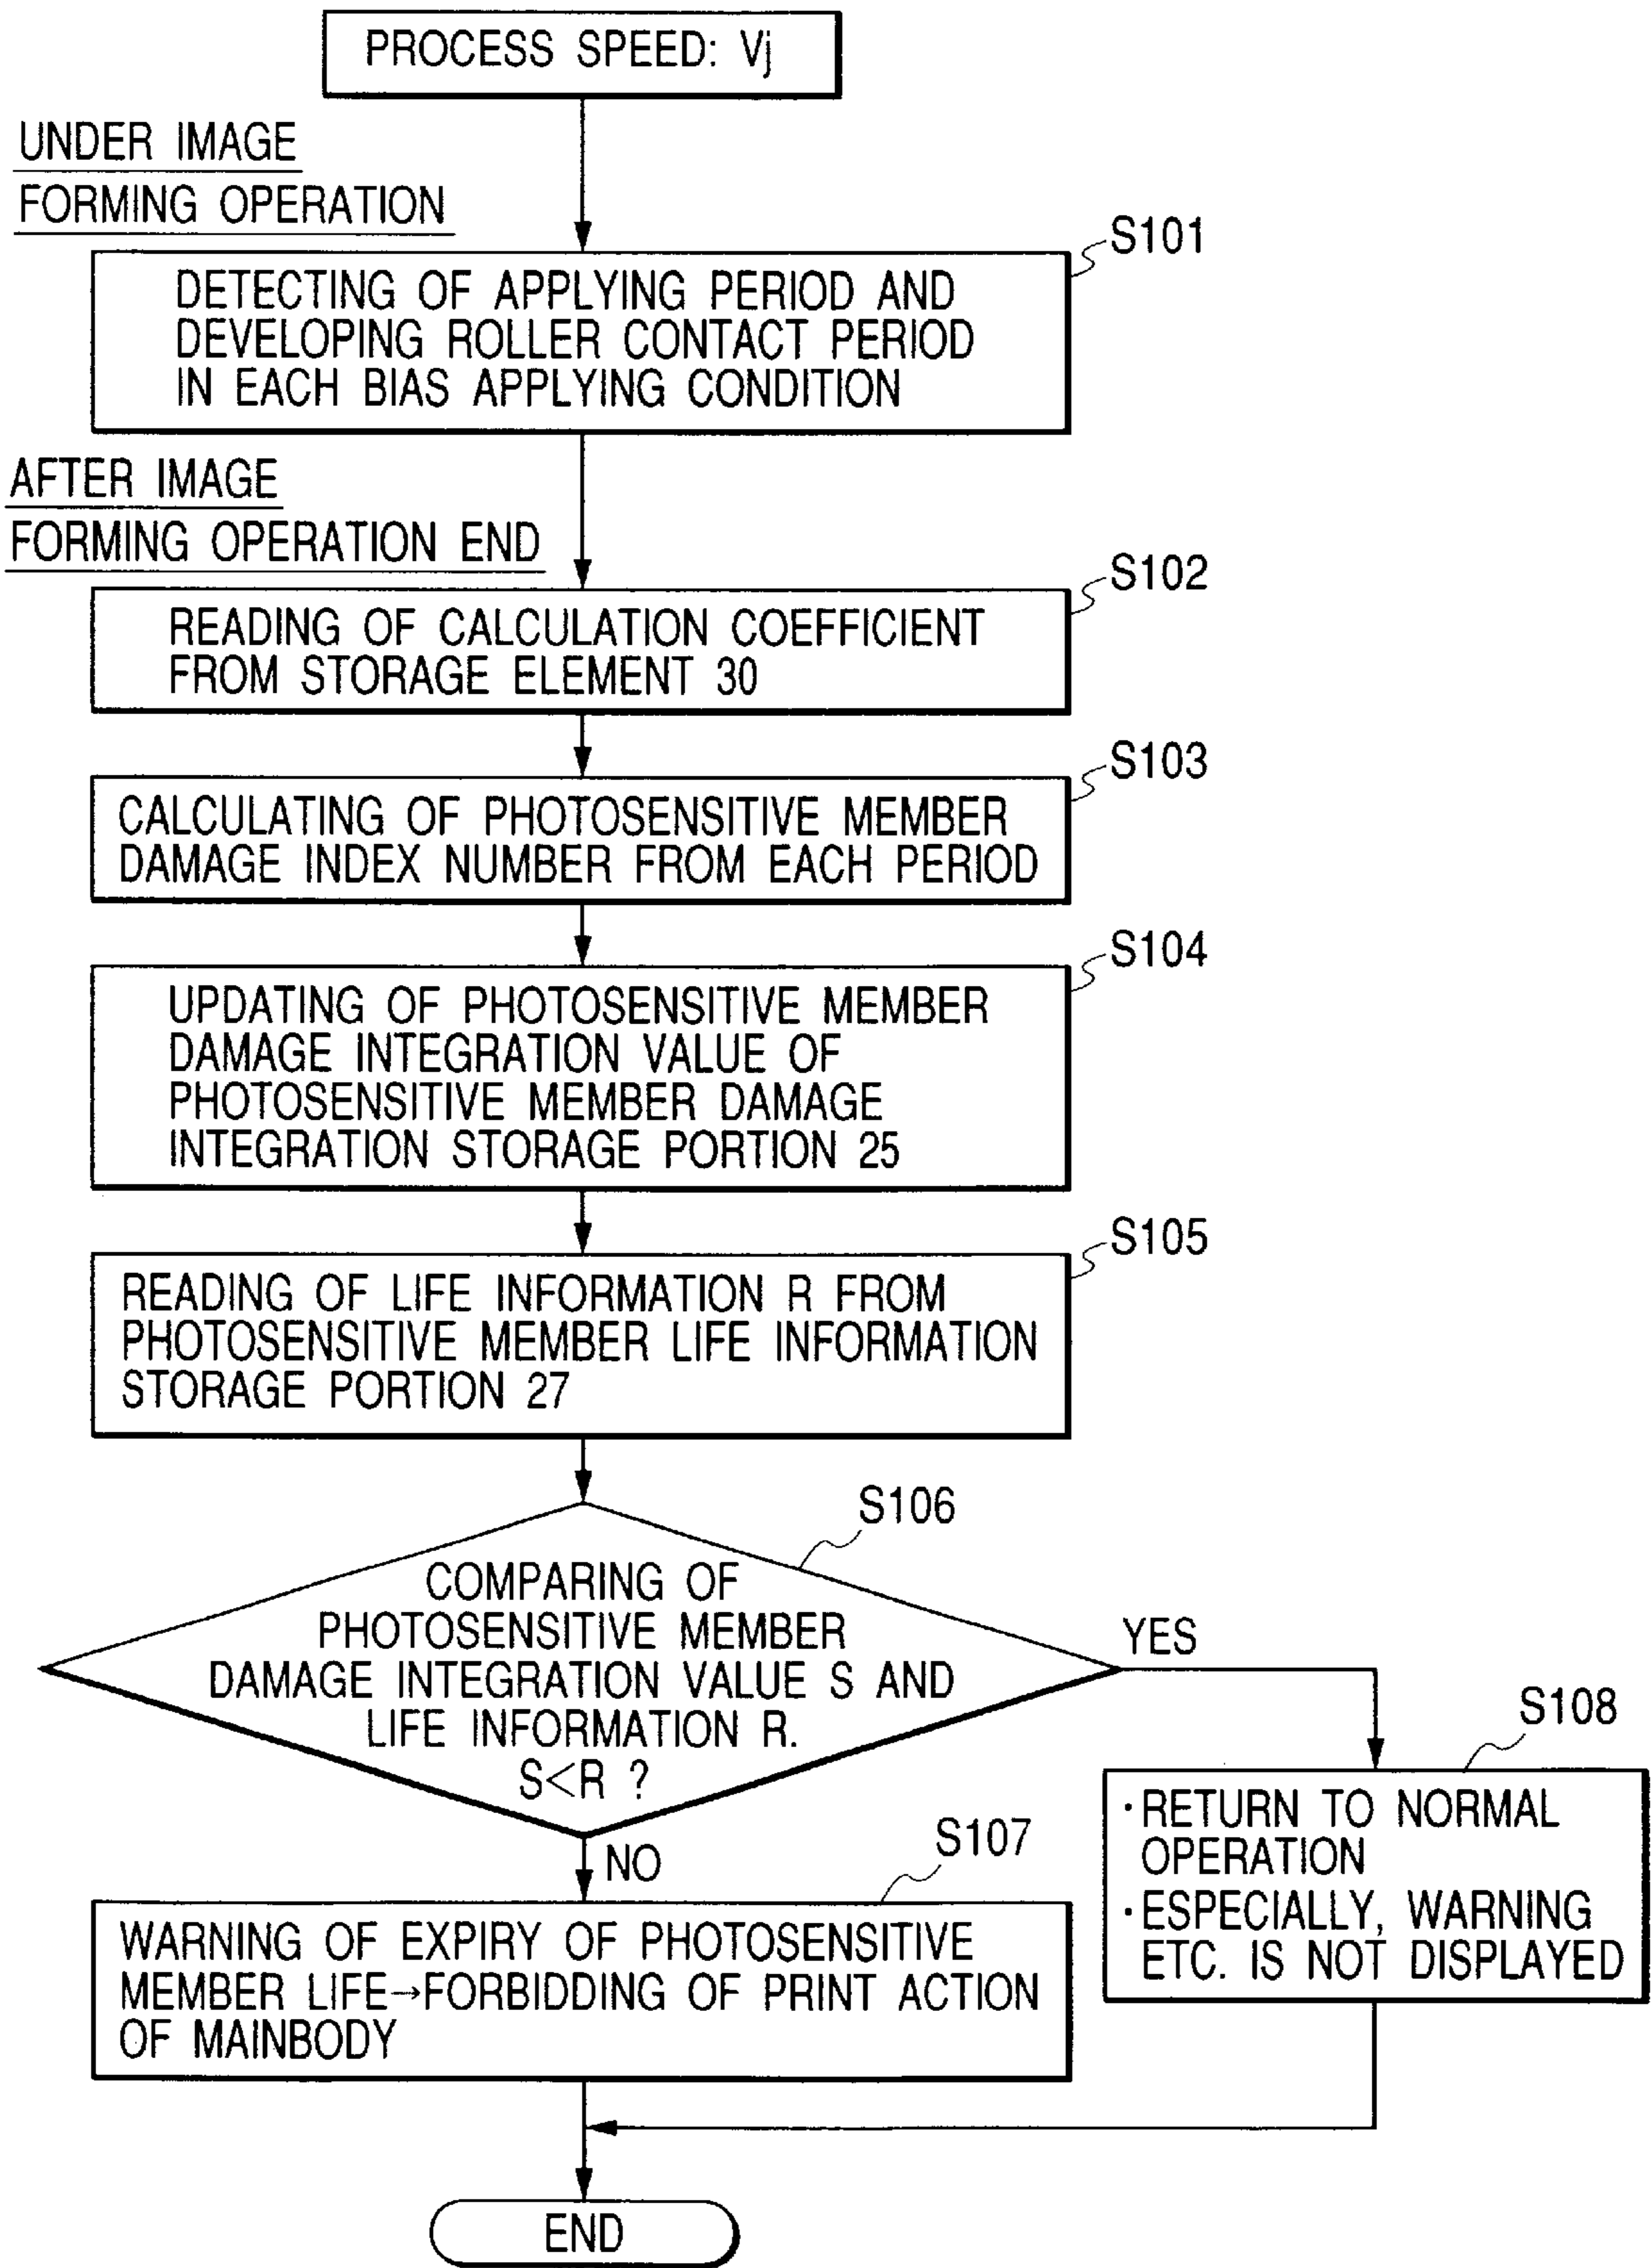 PROCESS SPEED: Vj
UNDER IMAGE
FORMING OPERATION
S101
DETECTING OF APPLYING PERIOD AND
DEVELOPING ROLLER CONTACT PERIOD
IN EACH BIAS APPLYING CONDITION
AFTER IMAGE
FORMING OPERATION END
S102
READING OF CALCULATION COEFFICIENT
FROM STORAGE ELEMENT 30
S103
CALCULATING OF PHOTOSENSITIVE MEMBER
DAMAGE INDEX NUMBER FROM EACH PERIOD
S104
UPDATING OF PHOTOSENSITIVE MEMBER
DAMAGE INTEGRATION VALUE OF
PHOTOSENSITIVE MEMBER DAMAGE
INTEGRATION STORAGE PORTION 25
S105
READING OF LIFE INFORMATION R FROM
PHOTOSENSITIVE MEMBER LIFE INFORMATION
STORAGE PORTION 27
S106
COMPARING OF
PHOTOSENSITIVE MEMBER
DAMAGE INTEGRATION VALUE S AND
LIFE INFORMATION R.
S<R ?
YES
S108
・RETURN TO NORMAL
OPERATION
・ESPECIALLY, WARNING
ETC. IS NOT DISPLAYED
NO
S107
WARNING OF EXPIRY OF PHOTOSENSITIVE
MEMBER LIFE→FORBIDDING OF PRINT ACTION
OF MAINBODY
END